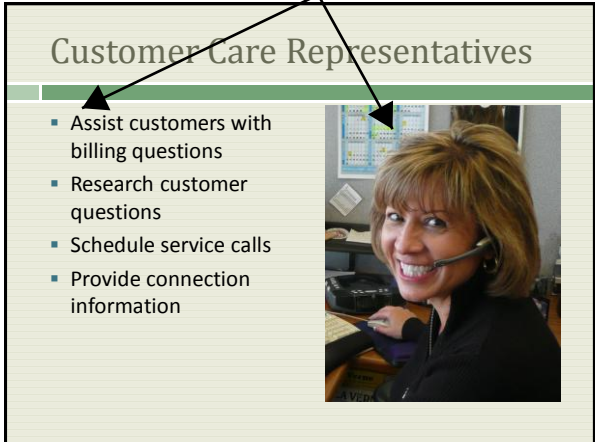 Customer Care Representatives
▪ Assist customers with
billing questions
▪ Research customer
questions
▪ Schedule service calls
▪ Provide connection
information